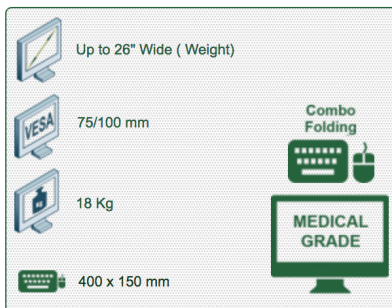 Up to 26" Wide ( Weight)
VESA
75/100 mm
18 Kg
400 x 150 mm
Combo
Folding
MEDICAL
GRADE